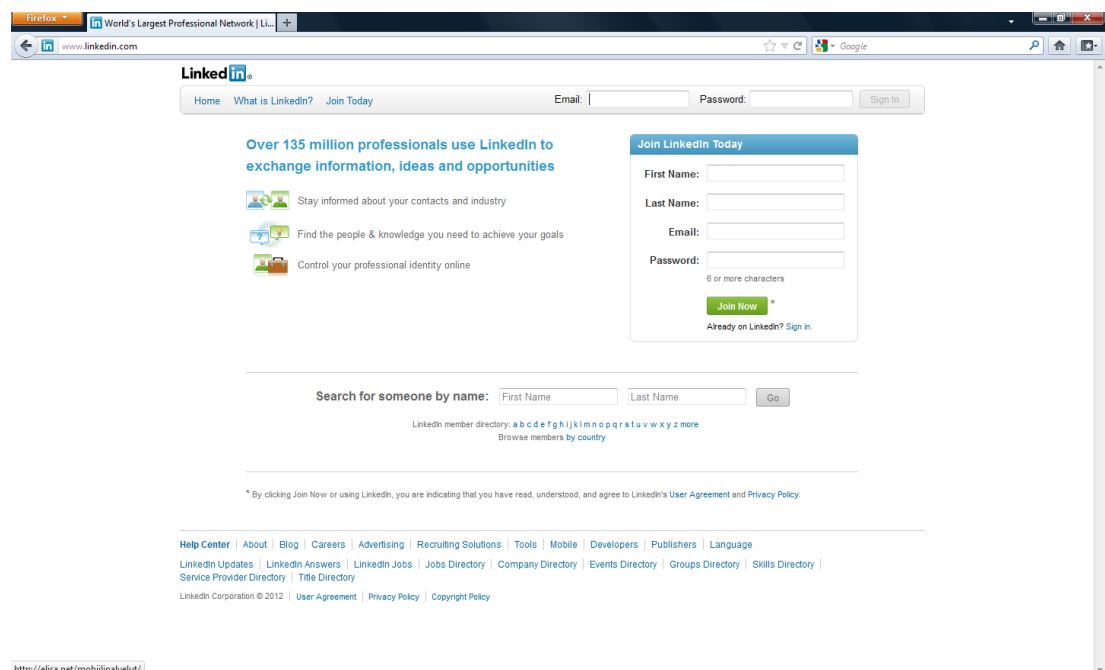 Firefox
World's Largest Professional Network | Li...
www.linkedin.com
Google
Linked in ®
Home What is LinkedIn? Join Today Email: Password: Sign In
Over 135 million professionals use LinkedIn to
exchange information, ideas and opportunities
Stay informed about your contacts and industry
Find the people & knowledge you need to achieve your goals
Control your professional identity online
Join LinkedIn Today
First Name:
Last Name:
Email:
Password:
6 or more characters
Join Now *
Already on LinkedIn? Sign in.
Search for someone by name: First Name Last Name Go
LinkedIn member directory: a b c d e f g h i j k l m n o p q r s t u v w x y z more
Browse members by country
* By clicking Join Now or using LinkedIn, you are indicating that you have read, understood, and agree to LinkedIn's User Agreement and Privacy Policy.
Help Center | About | Blog | Careers | Advertising | Recruiting Solutions | Tools | Mobile | Developers | Publishers | Language
LinkedIn Updates | LinkedIn Answers | LinkedIn Jobs | Jobs Directory | Company Directory | Events Directory | Groups Directory | Skills Directory |
Service Provider Directory | Title Directory
LinkedIn Corporation © 2012 | User Agreement | Privacy Policy | Copyright Policy
http://elisa.net/mobiilipalvelut/